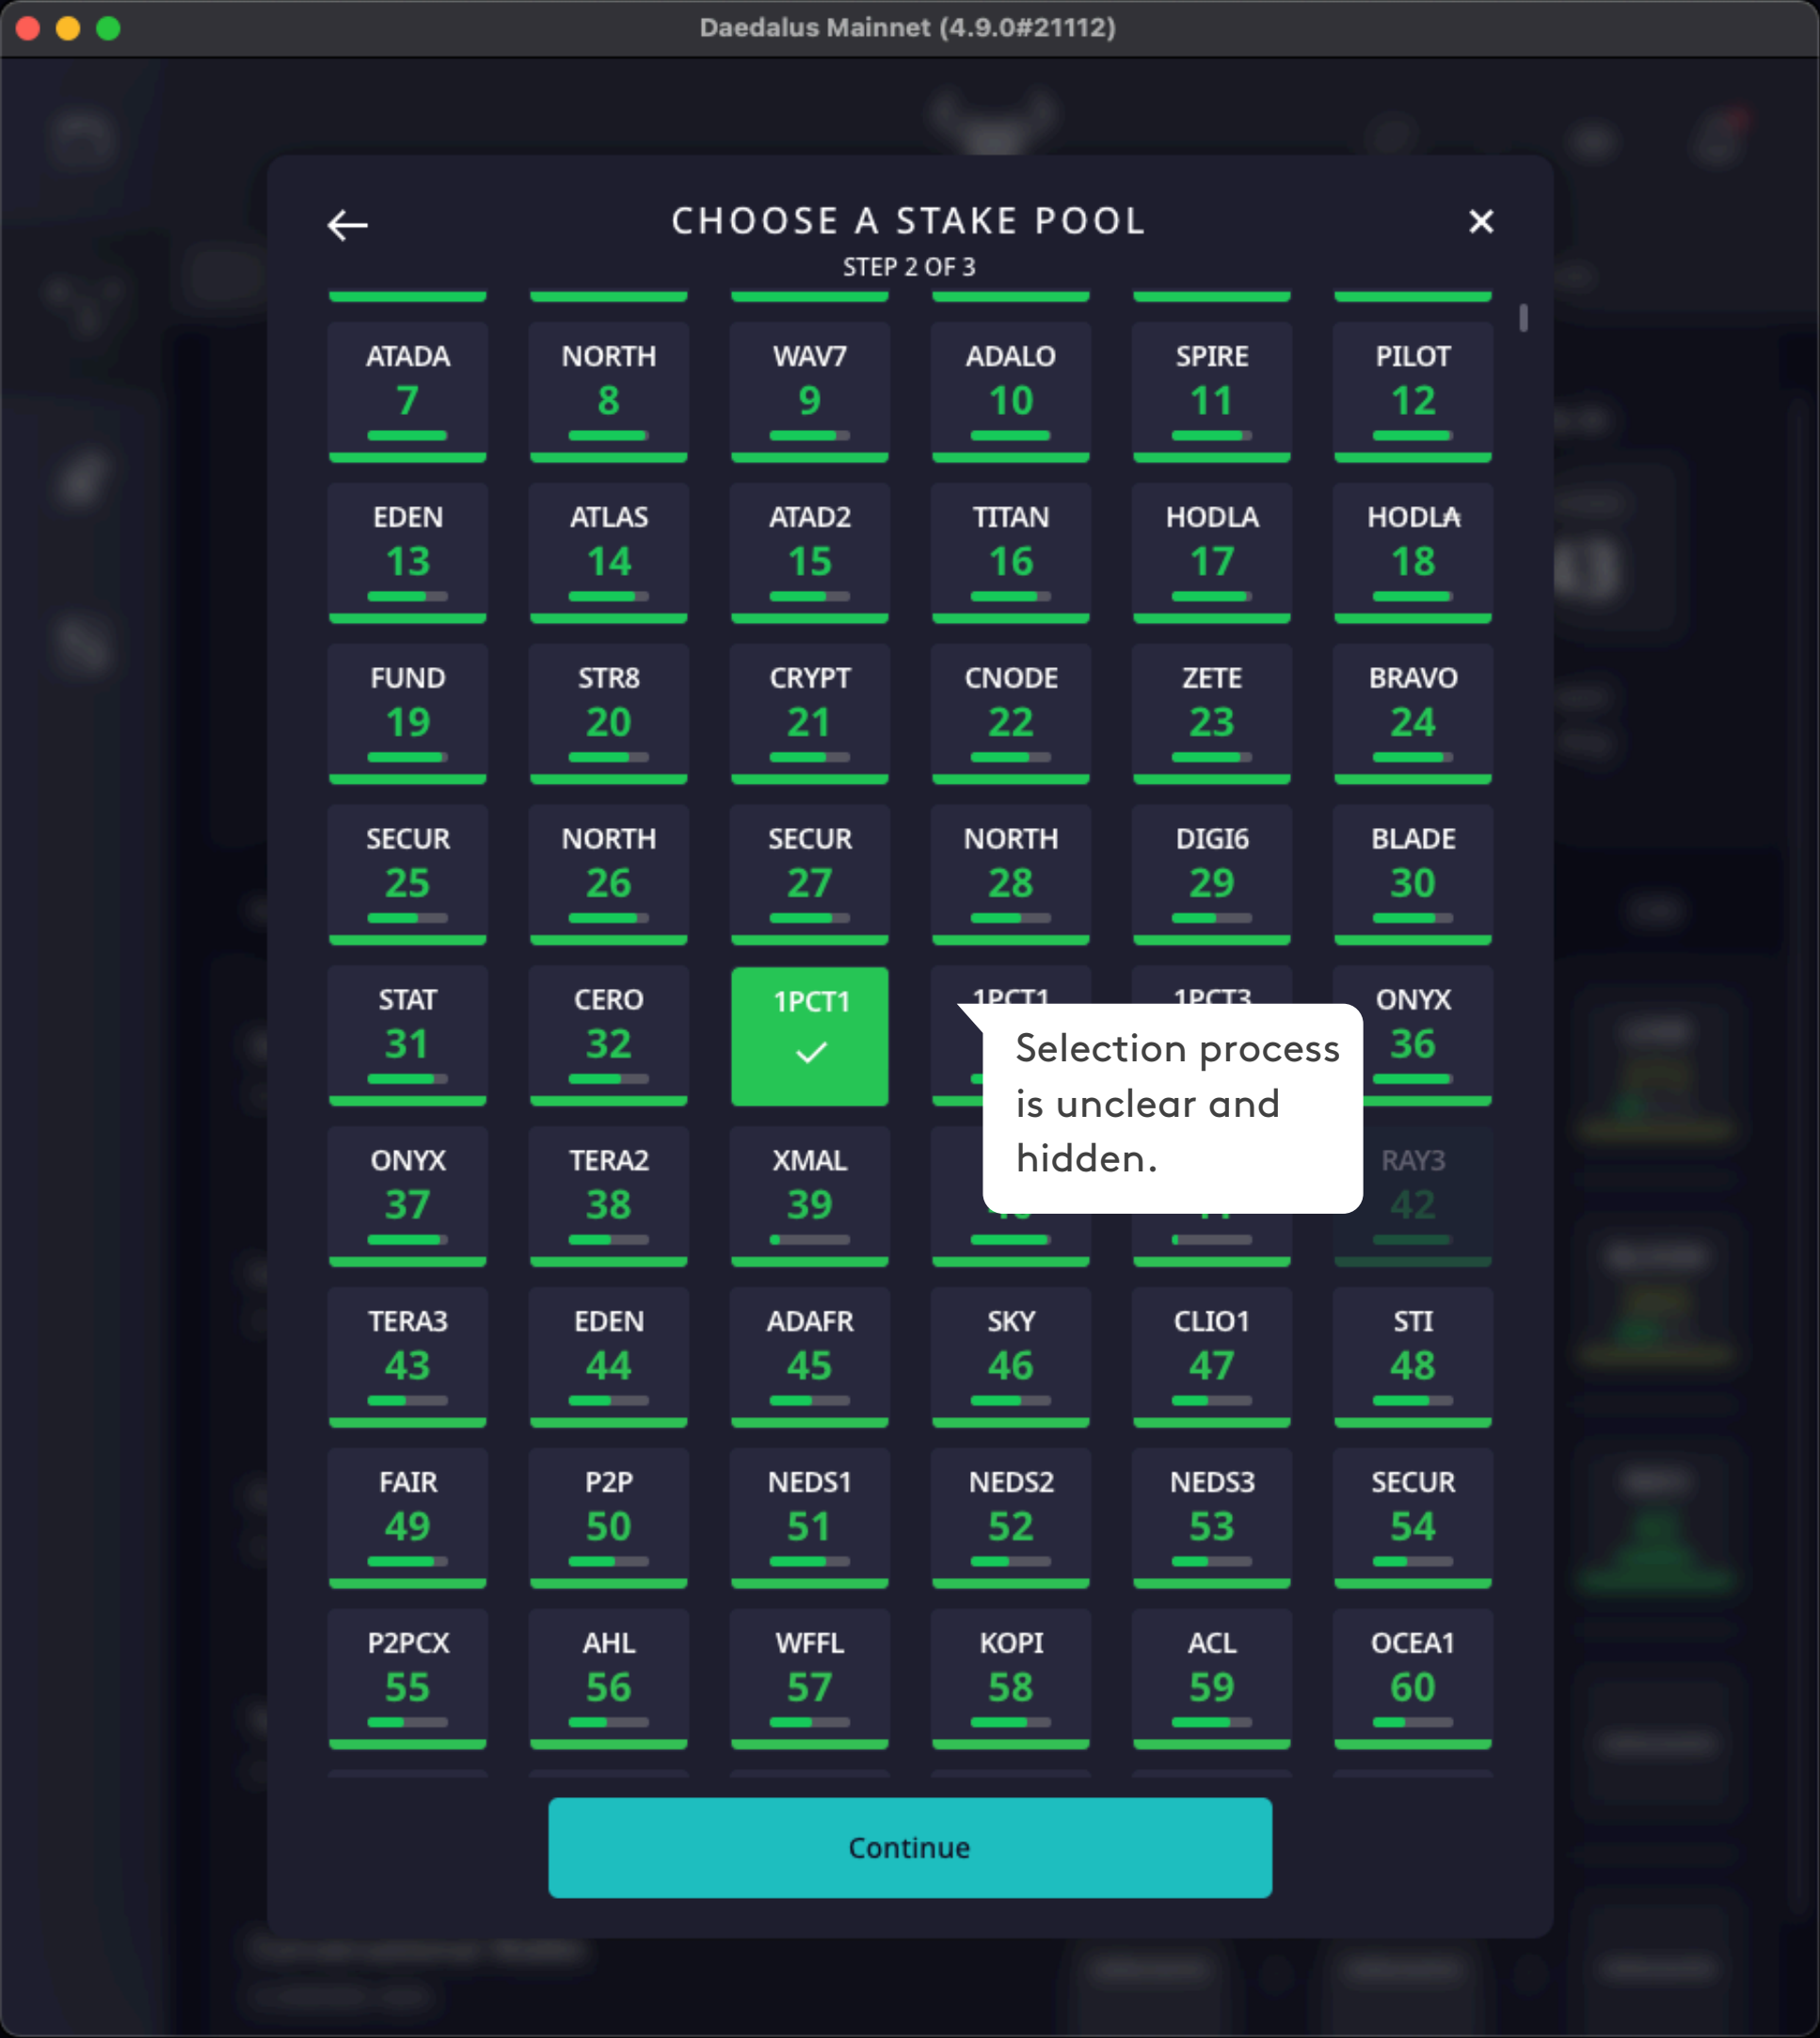 Daedalus Mainnet (4.9.0#21112)
CHOOSE A STAKE POOL
STEP 2 OF 3
ATADA NORTH WAV7 ADALO SPIRE PILOT
7 8 9 10 11 12
EDEN ATLAS ATAD2 TITAN HODLA HODL₳
13 14 15 16 17 18
FUND STR8 CRYPT CNODE ZETE BRAVO
19 20 21 22 23 24
SECUR NORTH SECUR NORTH DIGI6 BLADE
25 26 27 28 29 30
STAT CERO 1PCT1 1PCT1 1PCT3 ONYX
31 32 36
Selection process
is unclear and
hidden.
ONYX TERA2 XMAL RAY3
37 38 39 42
TERA3 EDEN ADAFR SKY CLIO1 STI
43 44 45 46 47 48
FAIR P2P NEDS1 NEDS2 NEDS3 SECUR
49 50 51 52 53 54
P2PCX AHL WFFL KOPI ACL OCEA1
55 56 57 58 59 60
Continue